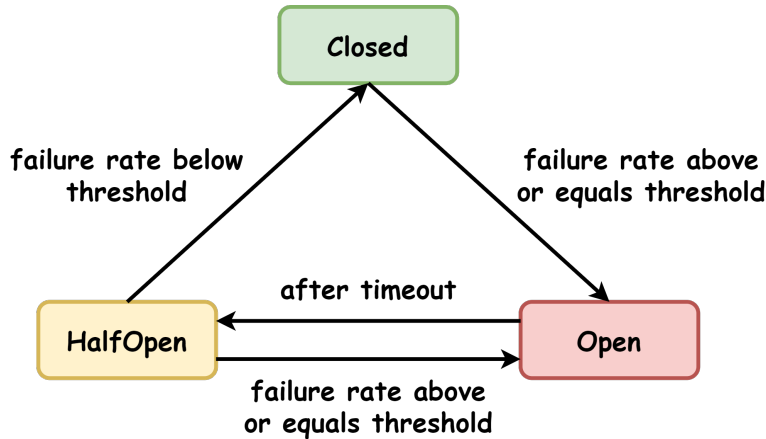 Closed
failure rate below
threshold
failure rate above
or equals threshold
after timeout
HalfOpen
Open
failure rate above
or equals threshold